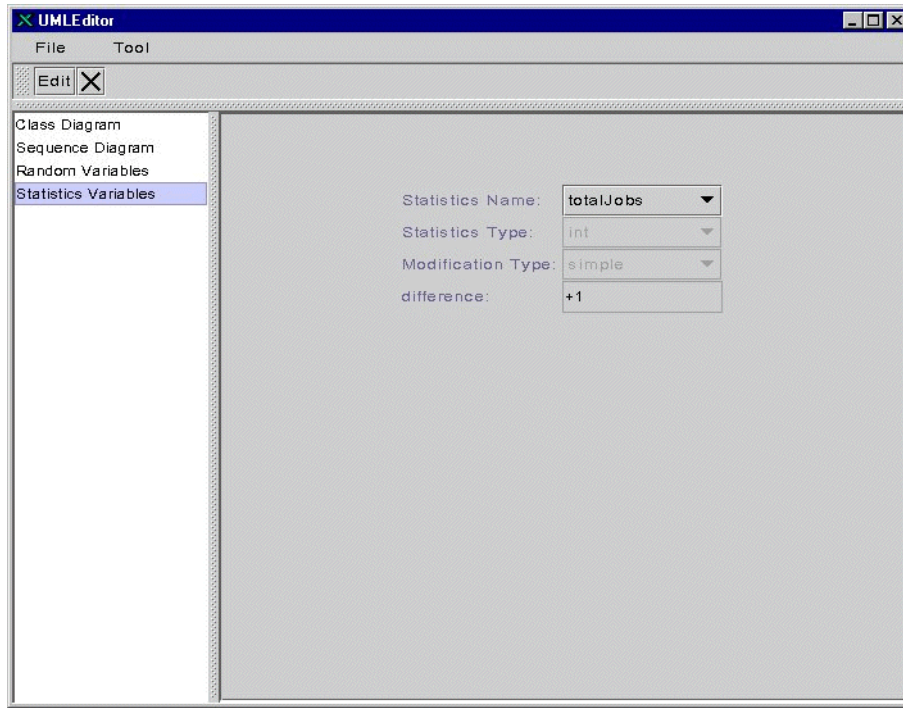 UMLEditor
File Tool
Edit
Class Diagram
Sequence Diagram
Random Variables
Statistics Variables
Statistics Name: totalJobs
Statistics Type: int
Modification Type: simple
difference: +1